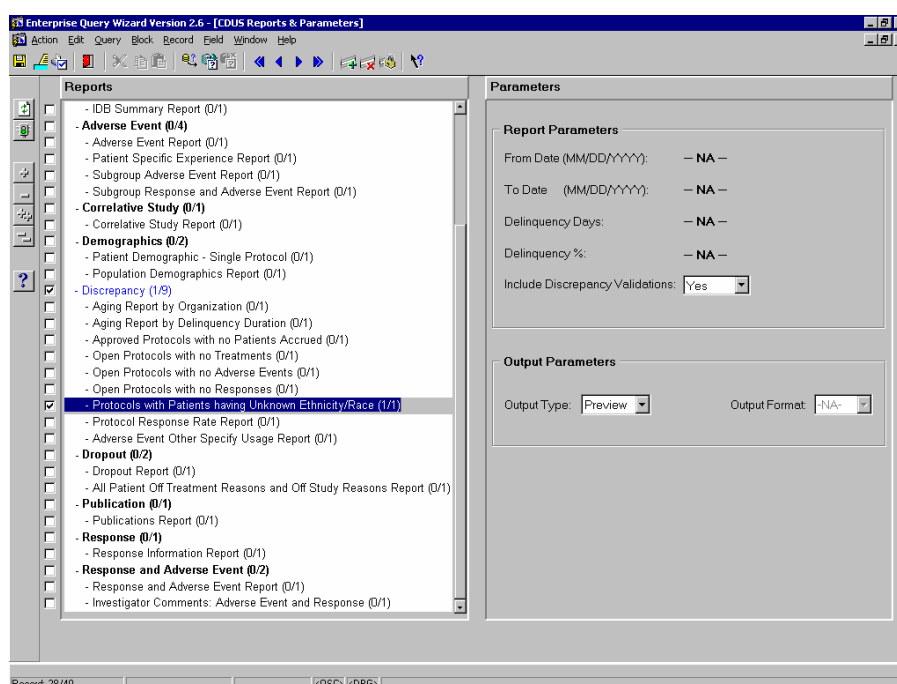 Enterprise Query Wizard Version 2.6 - [CDUS Reports & Parameters]
Action Edit Query Block Record Field Window Help
Reports
- IDB Summary Report (0/1)
- Adverse Event (0/4)
- Adverse Event Report (0/1)
- Patient Specific Experience Report (0/1)
- Subgroup Adverse Event Report (0/1)
- Subgroup Response and Adverse Event Report (0/1)
- Correlative Study (0/1)
- Correlative Study Report (0/1)
- Demographics (0/2)
- Patient Demographic - Single Protocol (0/1)
- Population Demographics Report (0/1)
- Discrepancy (1/9)
- Aging Report by Organization (0/1)
- Aging Report by Delinquency Duration (0/1)
- Approved Protocols with no Patients Accrued (0/1)
- Open Protocols with no Treatments (0/1)
- Open Protocols with no Adverse Events (0/1)
- Open Protocols with no Responses (0/1)
- Protocols with Patients having Unknown Ethnicity/Race (1/1)
- Protocol Response Rate Report (0/1)
- Adverse Event Other Specify Usage Report (0/1)
- Dropout (0/2)
- Dropout Report (0/1)
- All Patient Off Treatment Reasons and Off Study Reasons Report (0/1)
- Publication (0/1)
- Publications Report (0/1)
- Response (0/1)
- Response Information Report (0/1)
- Response and Adverse Event (0/2)
- Response and Adverse Event Report (0/1)
- Investigator Comments: Adverse Event and Response (0/1)
Parameters
Report Parameters
From Date (MM/DD/YYYY): -- NA --
To Date (MM/DD/YYYY): -- NA --
Delinquency Days: -- NA --
Delinquency %: -- NA --
Include Discrepancy Validations: Yes
Output Parameters
Output Type: Preview Output Format: -NA-
Record: 28/40 <OSC> <DBG>